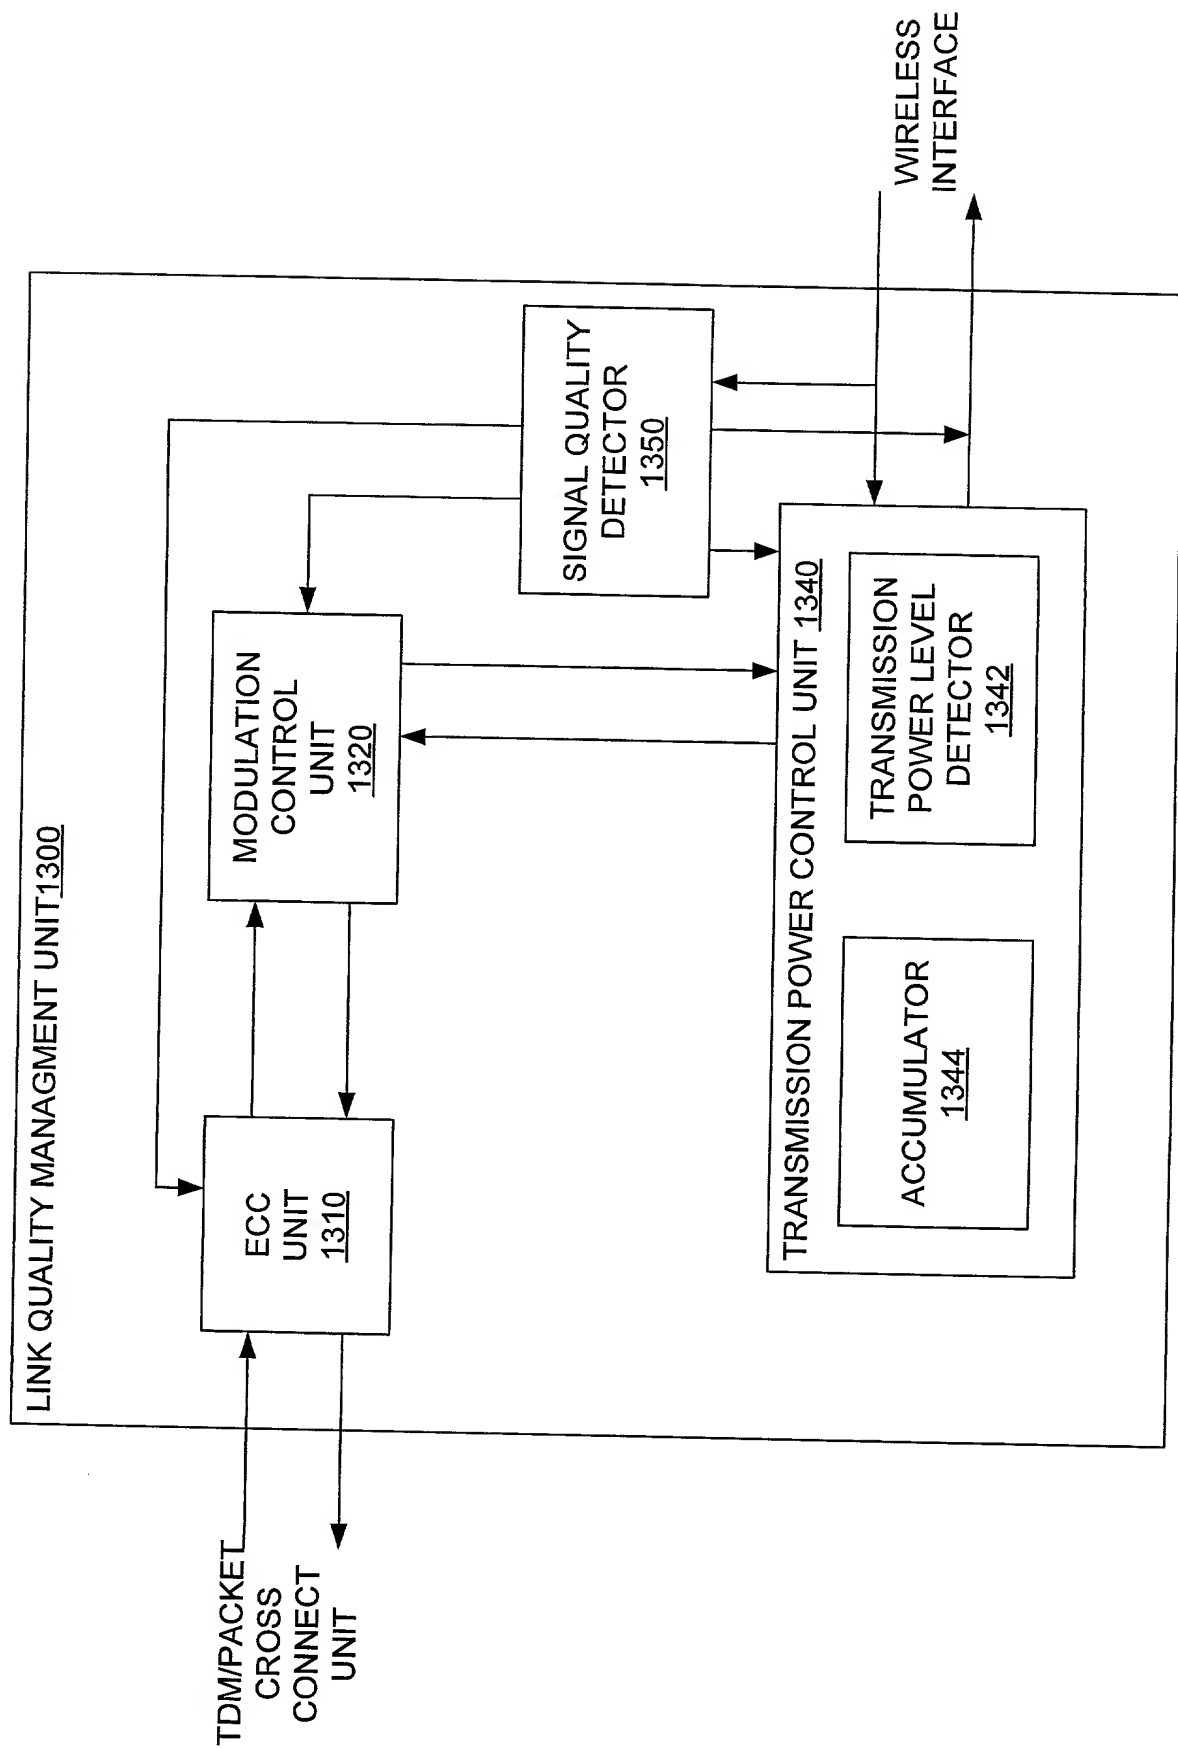 LINK QUALITY MANAGMENT UNIT1300
TDM/PACKET
CROSS
CONNECT
UNIT
ECC
UNIT
1310
MODULATION
CONTROL
UNIT
1320
SIGNAL QUALITY
DETECTOR
1350
TRANSMISSION POWER CONTROL UNIT 1340
ACCUMULATOR
1344
TRANSMISSION
POWER LEVEL
DETECTOR
1342
WIRELESS
INTERFACE